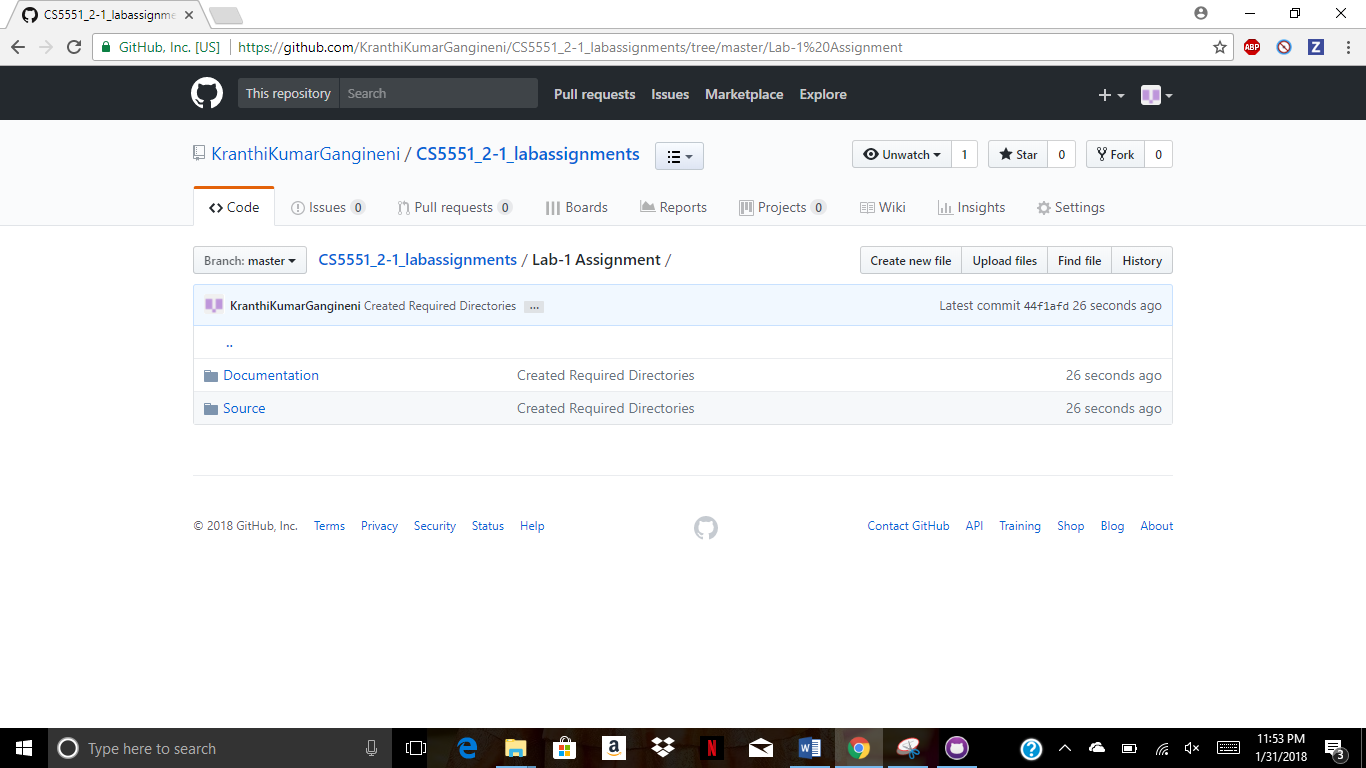 CS5551_2-1_labassignme
GitHub, Inc. [US] https://github.com/KranthiKumarGangineni/CS5551_2-1_labassignments/tree/master/Lab-1%20Assignment
ABP Z
This repository Search Pull requests Issues Marketplace Explore
KranthiKumarGangineni / CS5551_2-1_labassignments Unwatch 1 Star 0 Fork 0
Code Issues 0 Pull requests 0 Boards Reports Projects 0 Wiki Insights Settings
Branch: master CS5551_2-1_labassignments / Lab-1 Assignment / Create new file Upload files Find file History
KranthiKumarGangineni Created Required Directories ... Latest commit 44f1afd 26 seconds ago
..
Documentation Created Required Directories 26 seconds ago
Source Created Required Directories 26 seconds ago
© 2018 GitHub, Inc. Terms Privacy Security Status Help Contact GitHub API Training Shop Blog About
Type here to search
11:53 PM
1/31/2018
3